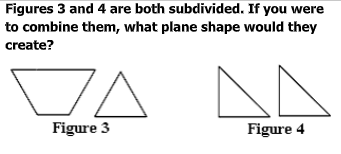 Figures 3 and 4 are both subdivided. If you were
to combine them, what plane shape would they
create?
Figure 3
Figure 4